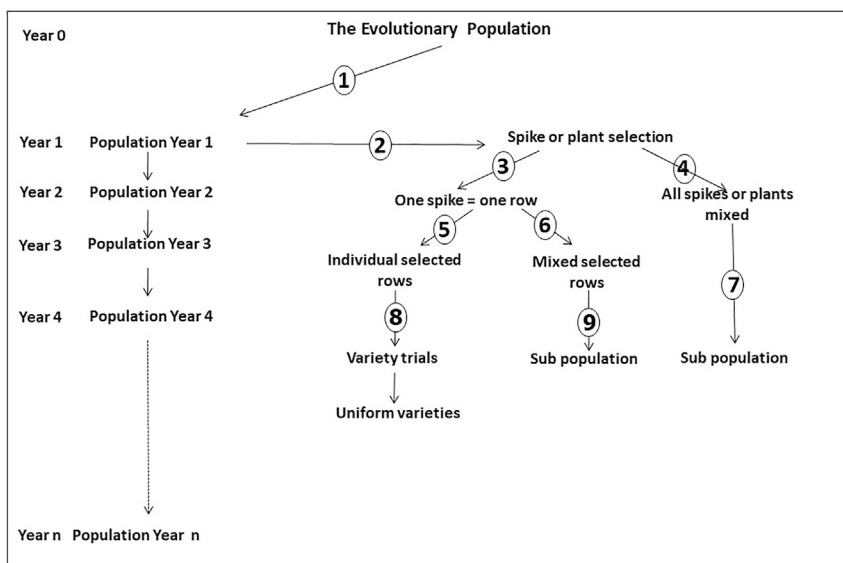 Year 0
The Evolutionary Population
1
Year 1 Population Year 1
2
Spike or plant selection
3
4
Year 2 Population Year 2
One spike = one row
All spikes or plants
mixed
5
6
Year 3 Population Year 3
Individual selected
rows
Mixed selected
rows
7
Year 4 Population Year 4
8
9
Variety trials
Sub population
Sub population
Uniform varieties
Year n Population Year n